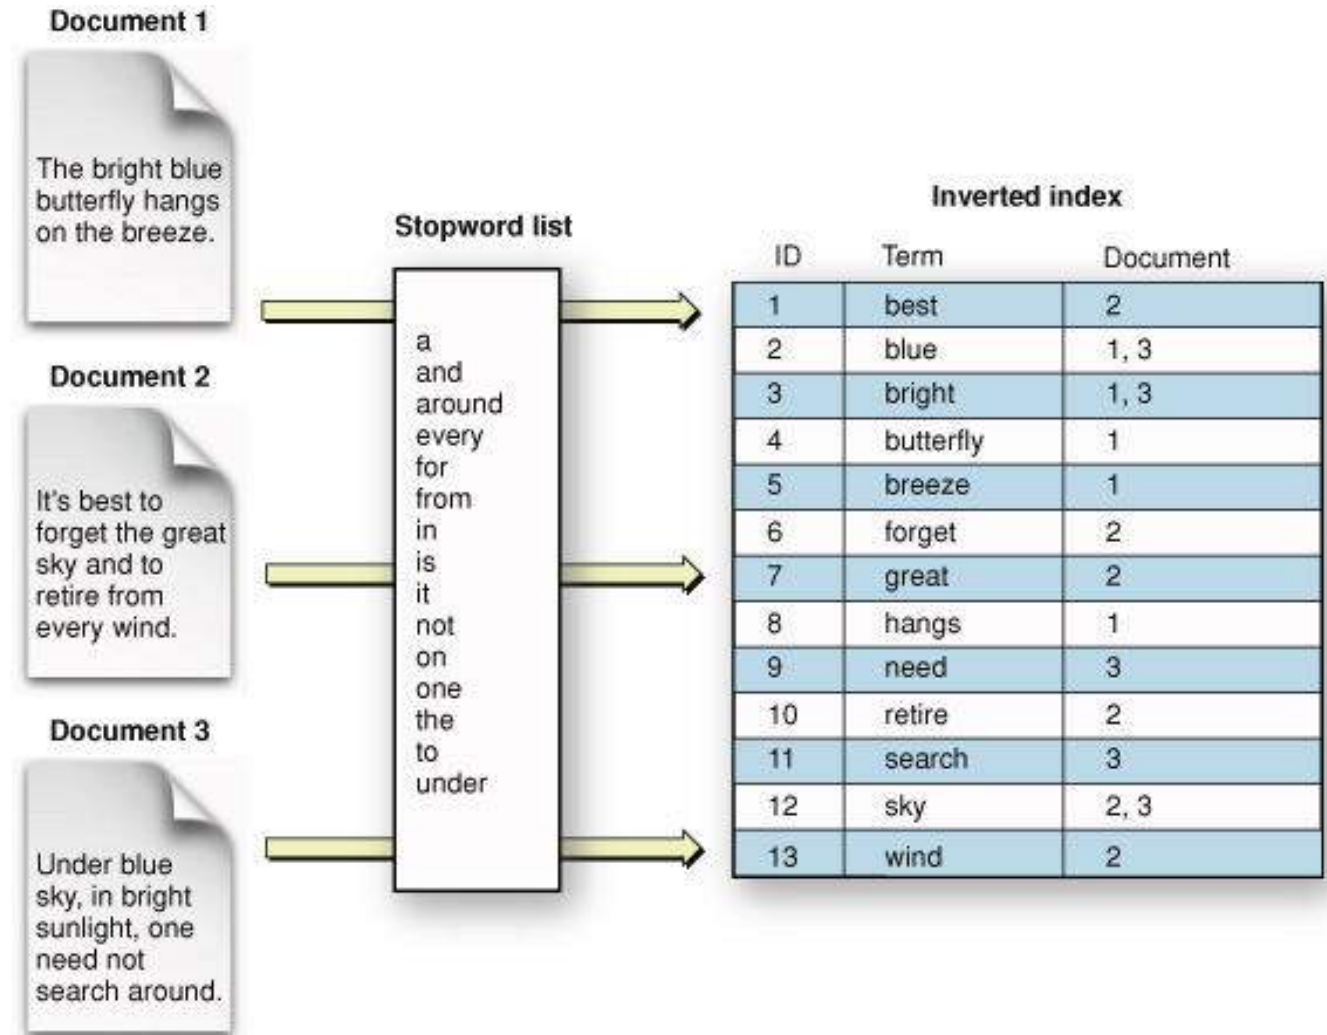 Document 1
The bright blue
butterfly hangs
on the breeze.
Document 2
It's best to
forget the great
sky and to
retire from
every wind.
Document 3
Under blue
sky, in bright
sunlight, one
need not
search around.
Stopword list
a
and
around
every
for
from
in
is
it
not
on
one
the
to
under
Inverted index
ID Term Document
1 best 2
2 blue 1, 3
3 bright 1, 3
4 butterfly 1
5 breeze 1
6 forget 2
7 great 2
8 hangs 1
9 need 3
10 retire 2
11 search 3
12 sky 2, 3
13 wind 2